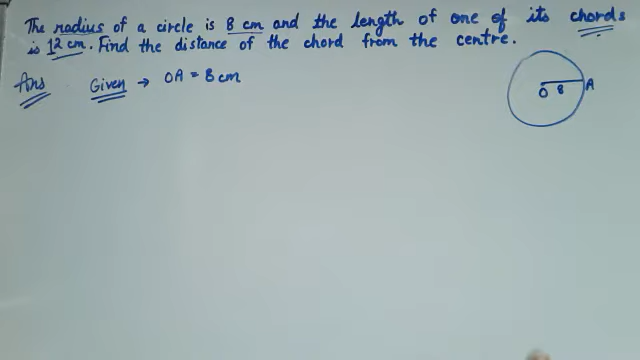 The radius of a circle is 8 cm and the length of one of its chords
is 12 cm. Find the distance of the chord from the centre.
Ans Given → OA = 8 cm
O 8 A